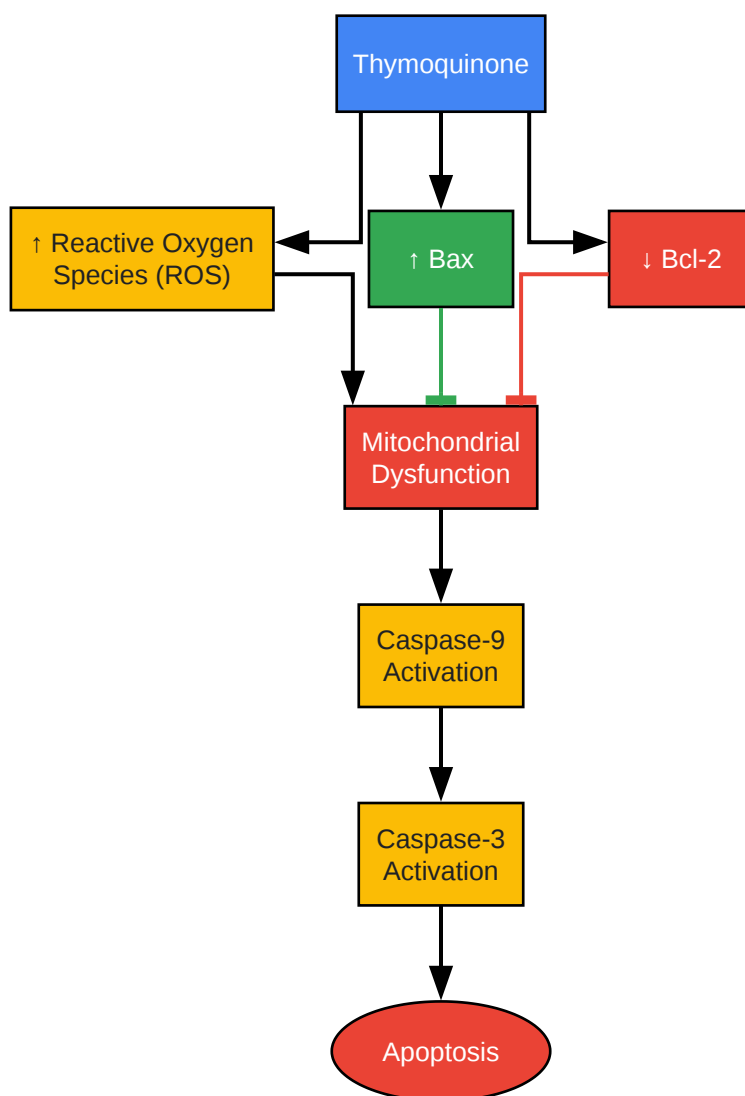 Thymoquinone
↑ Reactive Oxygen
Species (ROS)
↑ Bax
↓ Bcl-2
Mitochondrial
Dysfunction
Caspase-9
Activation
Caspase-3
Activation
Apoptosis